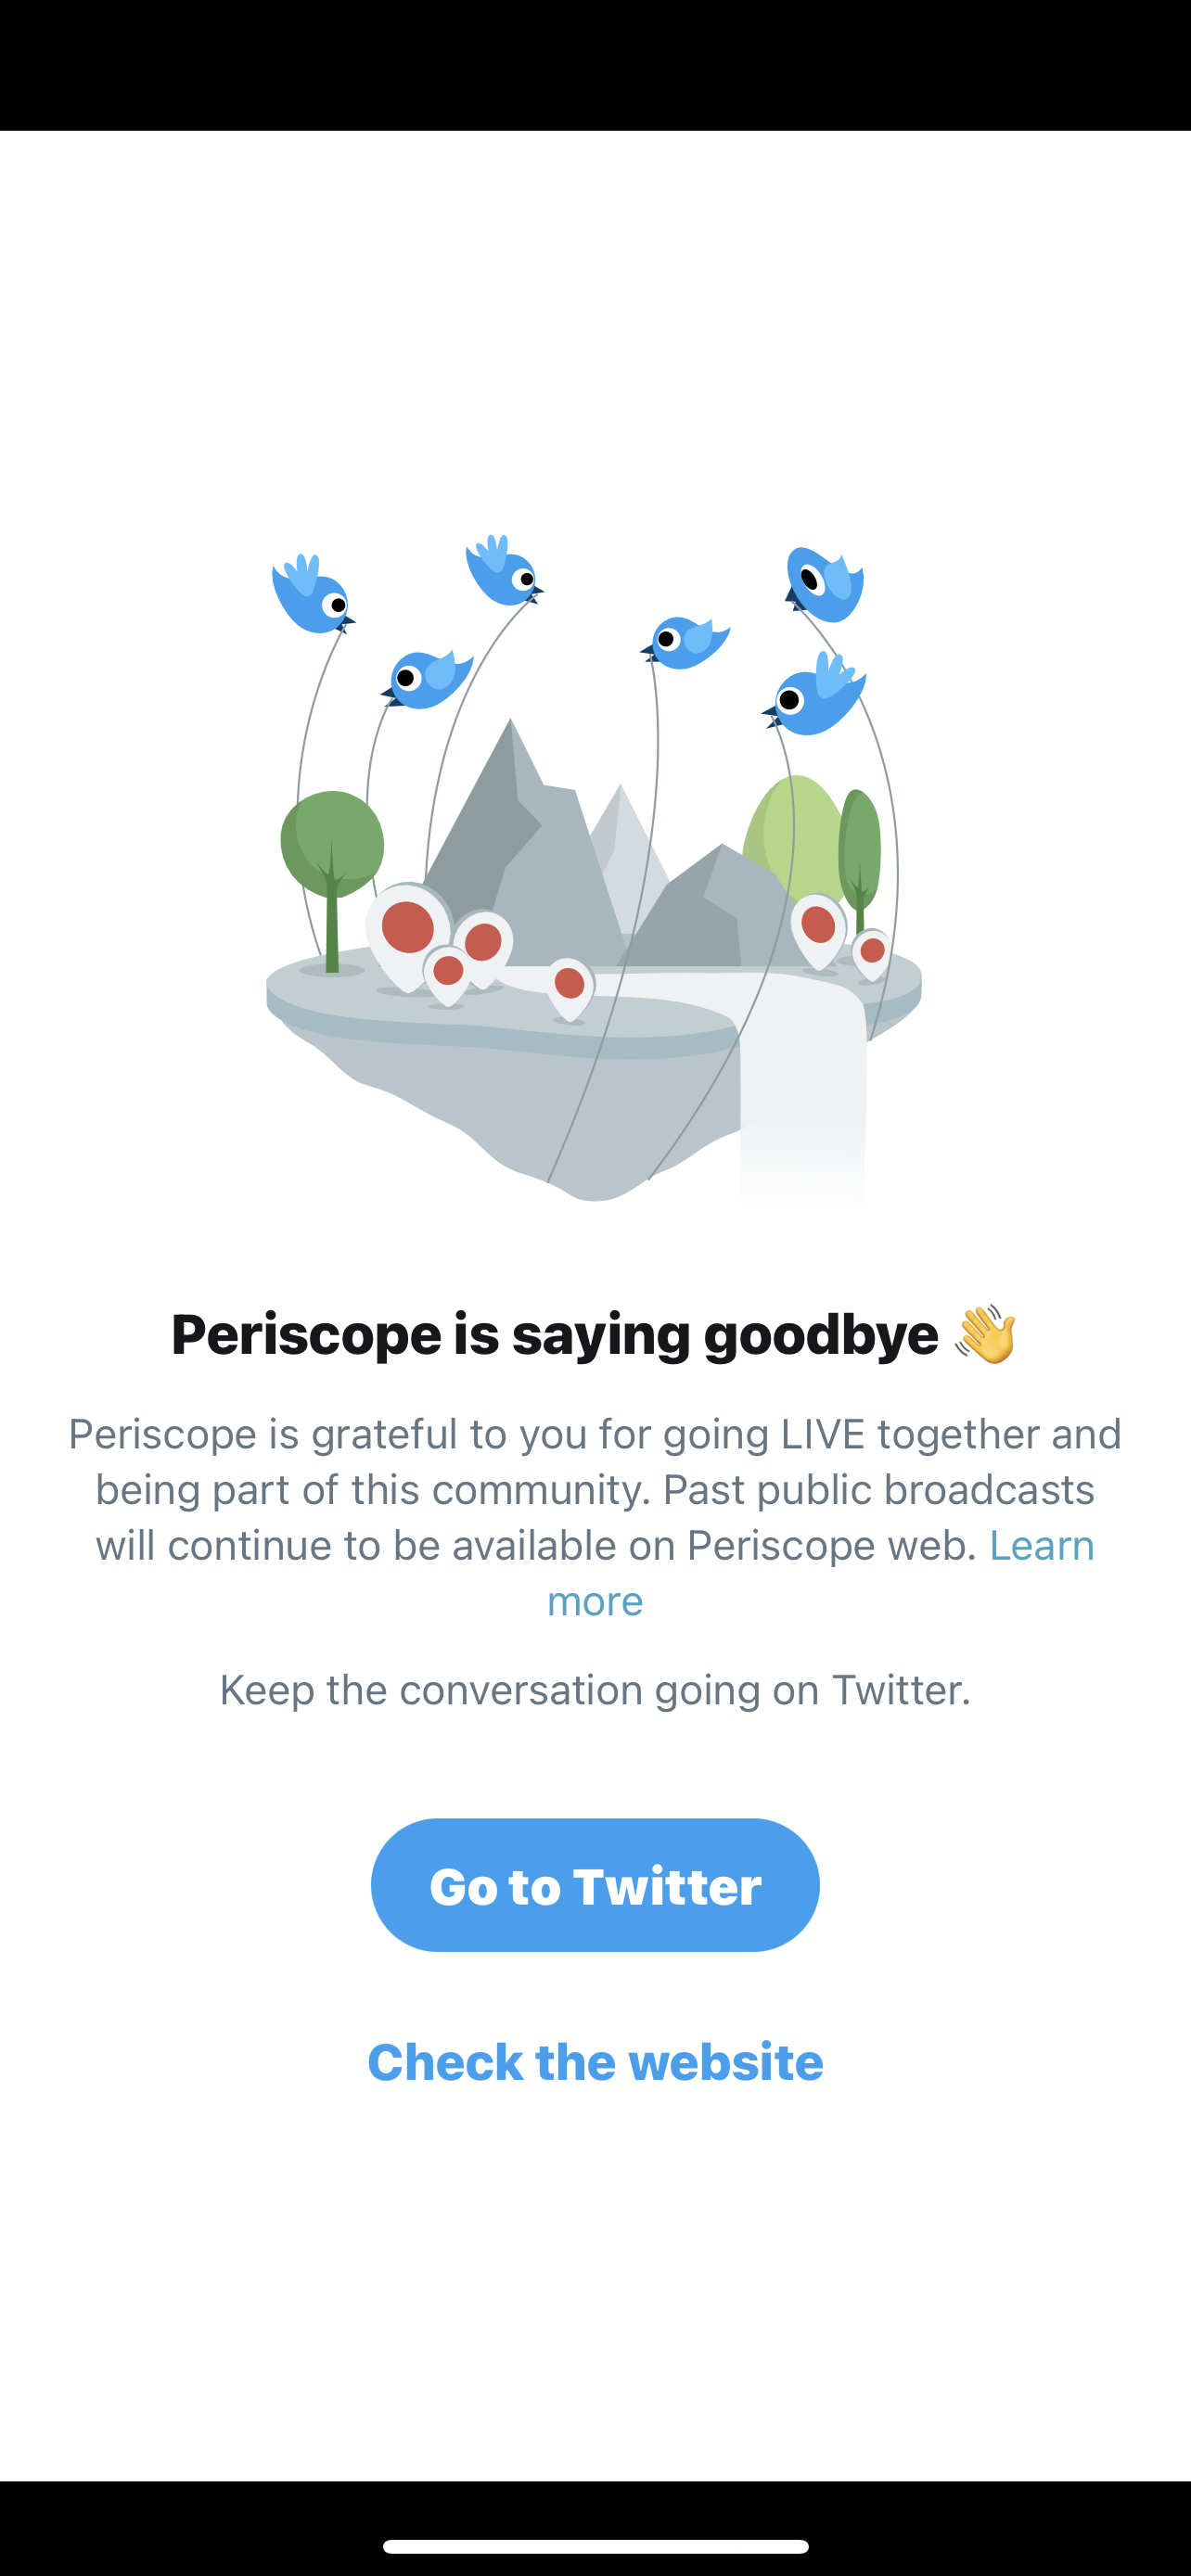 Periscope is saying goodbye 👋
Periscope is grateful to you for going LIVE together and
being part of this community. Past public broadcasts
will continue to be available on Periscope web. Learn
more
Keep the conversation going on Twitter.
Go to Twitter
Check the website